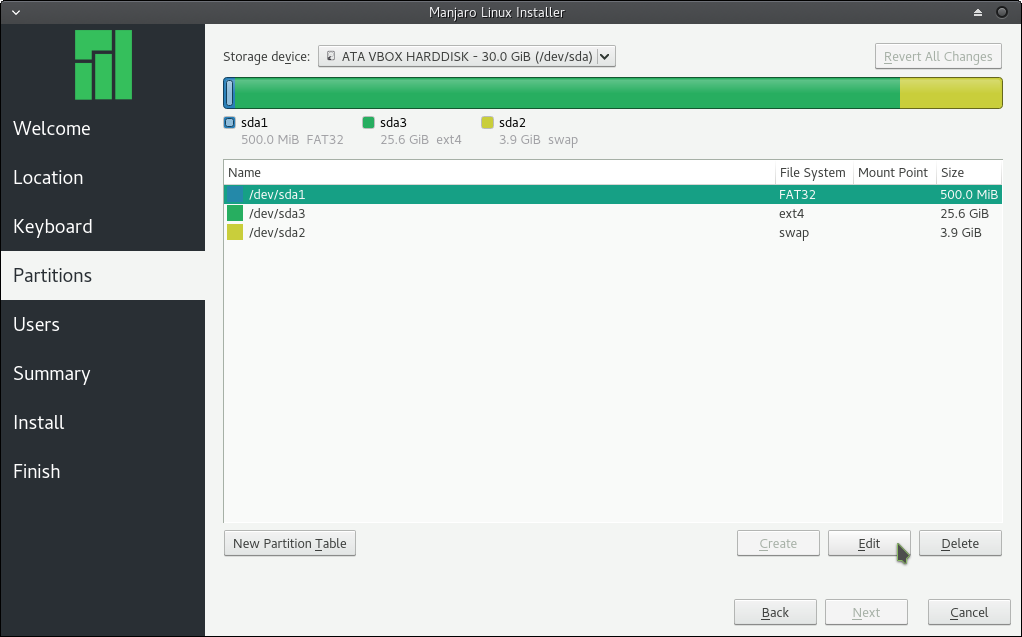 Manjaro Linux Installer
Welcome
Location
Keyboard
Partitions
Users
Summary
Install
Finish
Storage device: ATA VBOX HARDDISK - 30.0 GiB (/dev/sda) Revert All Changes
sda1 sda3 sda2
500.0 MiB FAT32 25.6 GiB ext4 3.9 GiB swap
Name File System Mount Point Size
/dev/sda1 FAT32 500.0 MiB
/dev/sda3 ext4 25.6 GiB
/dev/sda2 swap 3.9 GiB
New Partition Table Create Edit Delete
Back Next Cancel